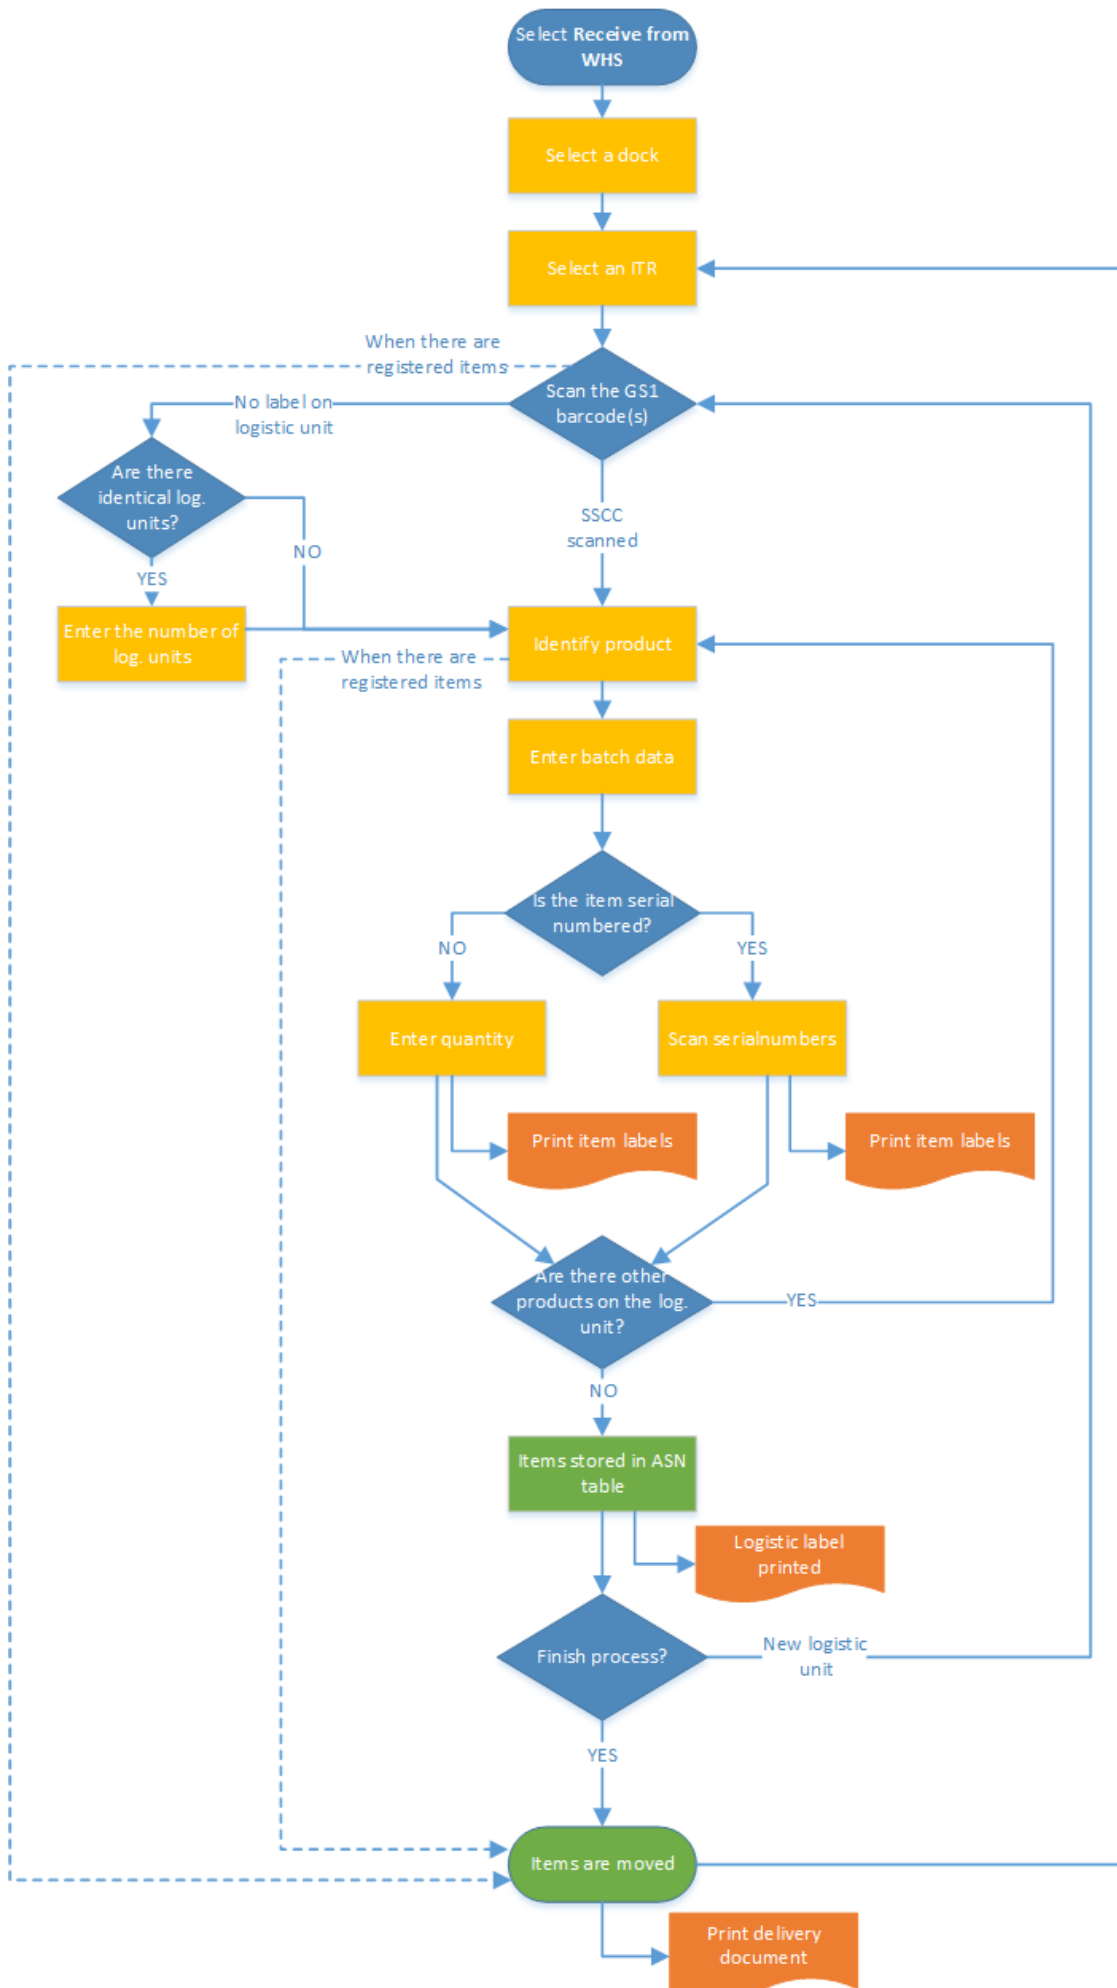 Select Receive from
WHS
Select a dock
Select an ITR
When there are
registered items
Scan the GS1
barcode(s)
No label on
logistic unit
Are there
identical log.
units?
SSCC
scanned
NO
YES
Enter the number of
log. units
Identify product
When there are
registered items
Enter batch data
Is the item serial
numbered?
NO
YES
Enter quantity
Scan serialnumbers
Print item labels
Print item labels
Are there other
products on the log.
unit?
YES
NO
Items stored in ASN
table
Logistic label
printed
Finish process?
New logistic
unit
YES
Items are moved
Print delivery
document